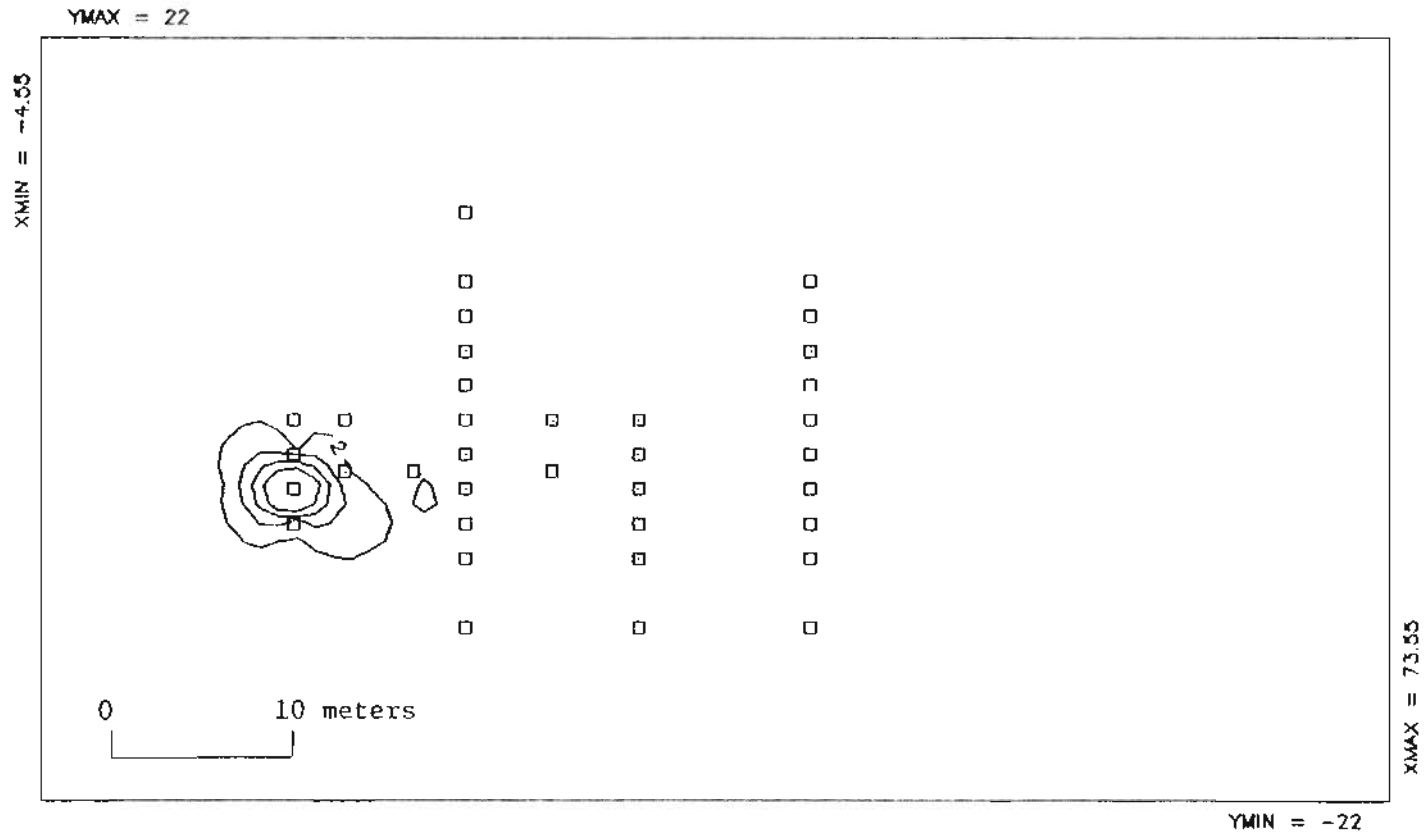 YMAX = 22
XMIN = -4.55
2
0 10 meters
XMAX = 73.55
YMIN = -22